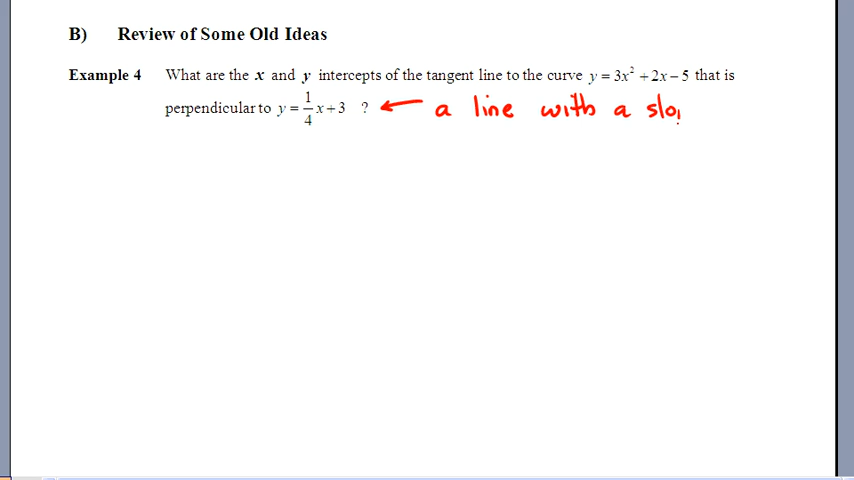 B) Review of Some Old Ideas
Example 4 What are the x and y intercepts of the tangent line to the curve y = 3x² + 2x − 5 that is
perpendicular to y = 1/4 x + 3 ? ← a line with a